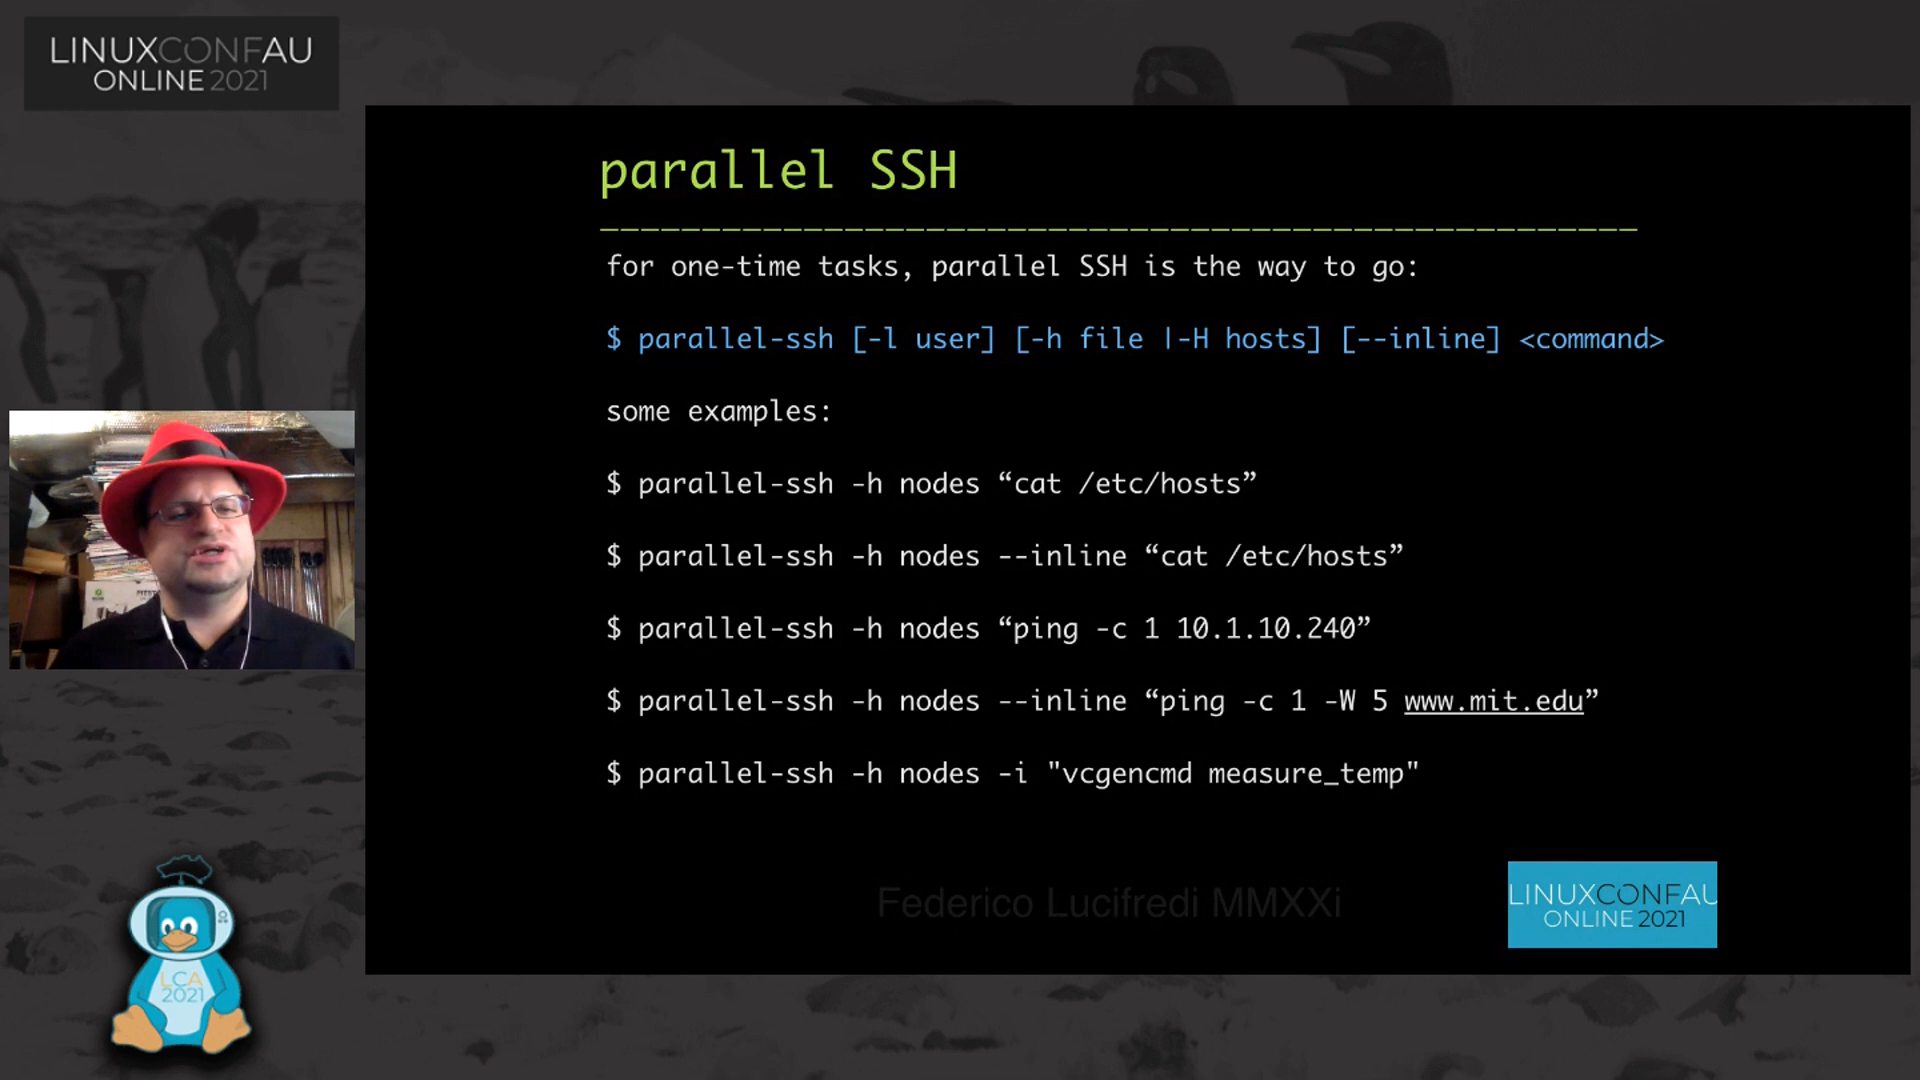 LINUXCONFAU
ONLINE 2021
parallel SSH
for one-time tasks, parallel SSH is the way to go:
$ parallel-ssh [-l user] [-h file |-H hosts] [--inline] <command>
some examples:
$ parallel-ssh -h nodes “cat /etc/hosts”
$ parallel-ssh -h nodes --inline “cat /etc/hosts”
$ parallel-ssh -h nodes “ping -c 1 10.1.10.240”
$ parallel-ssh -h nodes --inline “ping -c 1 -W 5 www.mit.edu”
$ parallel-ssh -h nodes -i "vcgencmd measure_temp"
Federico Lucifredi MMXXi
LINUXCONFAU
ONLINE 2021
LCA
2021